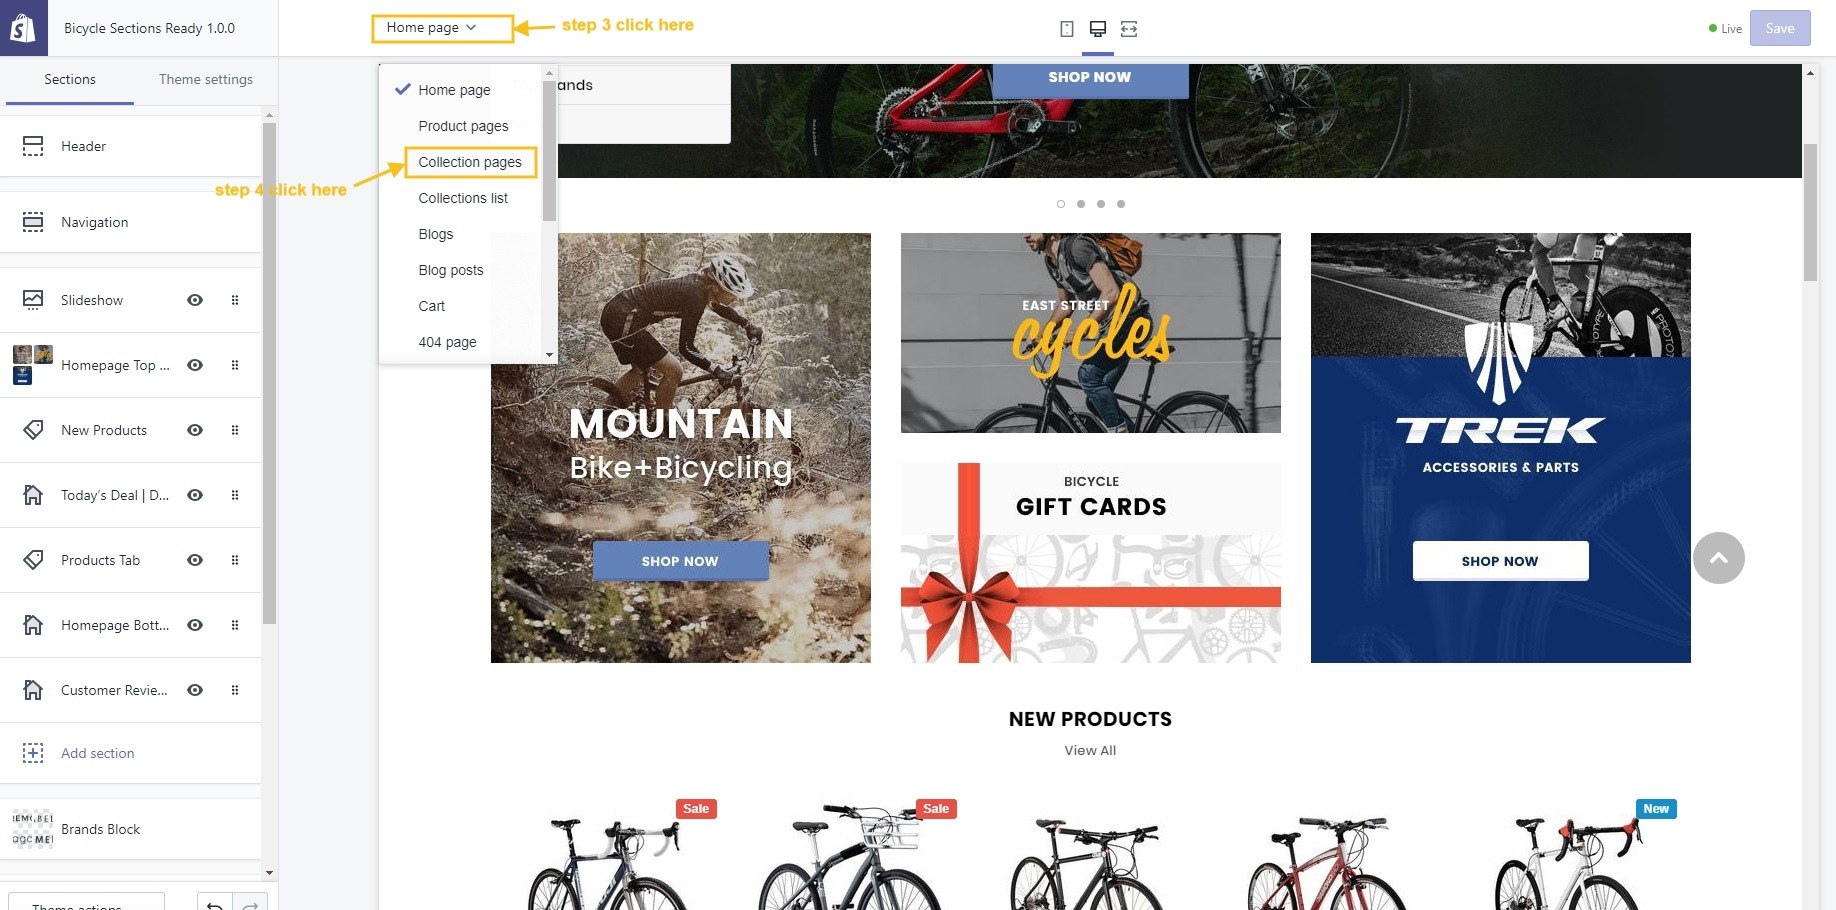 Bicycle Sections Ready 1.0.0
Home page
step 3 click here
Live
Save
Sections
Theme settings
Header
Navigation
Slideshow
Homepage Top ...
New Products
Today's Deal | D...
Products Tab
Homepage Bott...
Customer Revie...
Add section
Brands Block
Theme actions
Home page
Product pages
Collection pages
step 4 click here
Collections list
Blogs
Blog posts
Cart
404 page
SHOP NOW
MOUNTAIN
Bike+Bicycling
SHOP NOW
EAST STREET
cycles
BICYCLE
GIFT CARDS
TREK
ACCESSORIES & PARTS
SHOP NOW
NEW PRODUCTS
View All
Sale
Sale
New